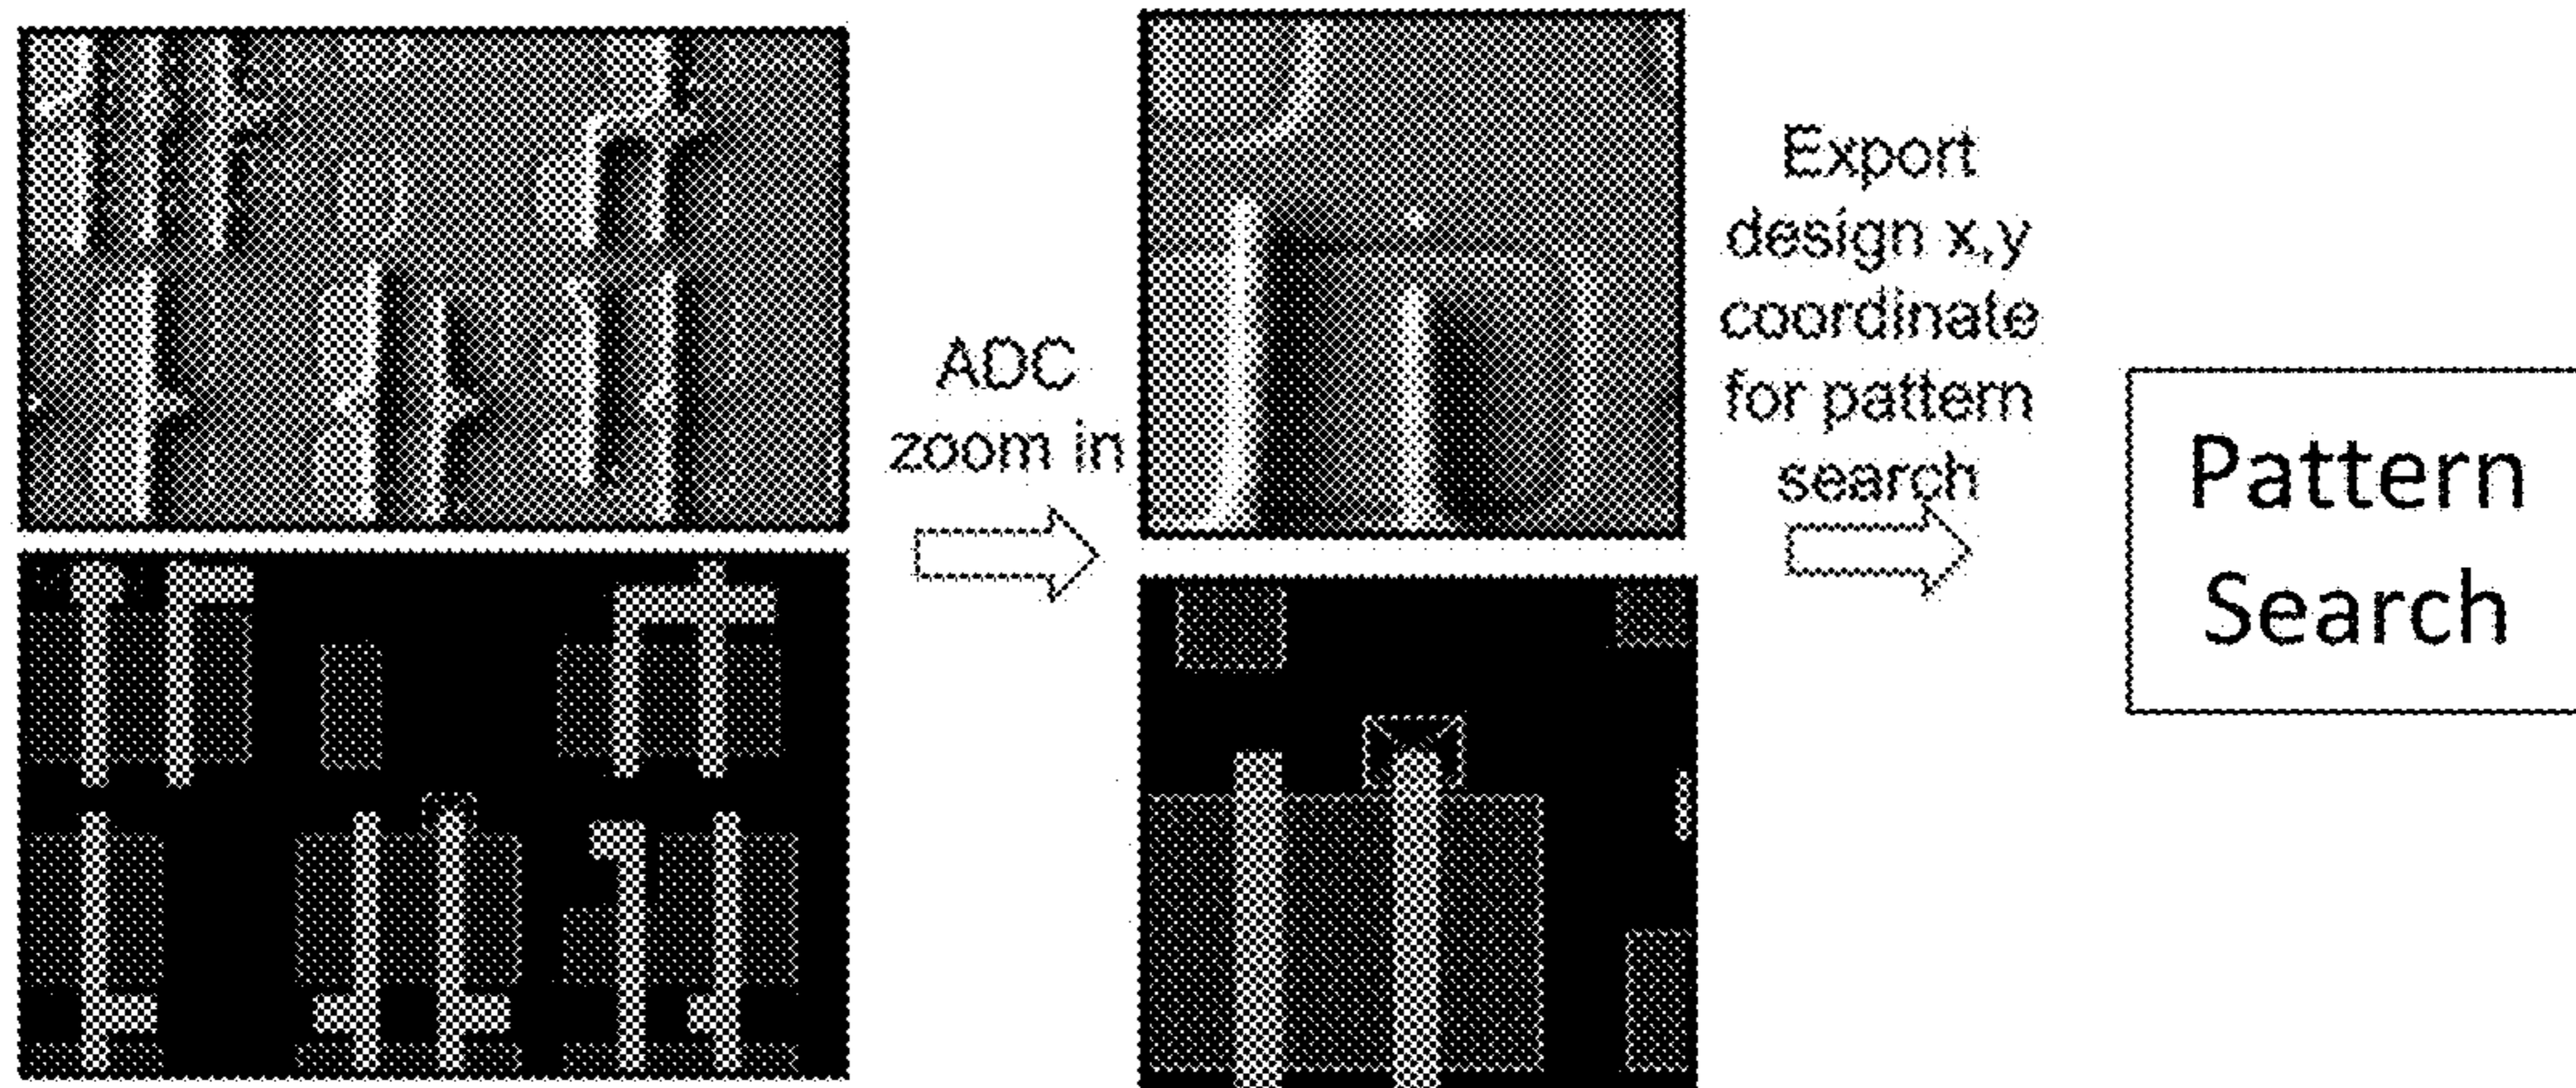 ADC
zoom in
Export
design x,y
coordinate
for pattern
search
Pattern
Search